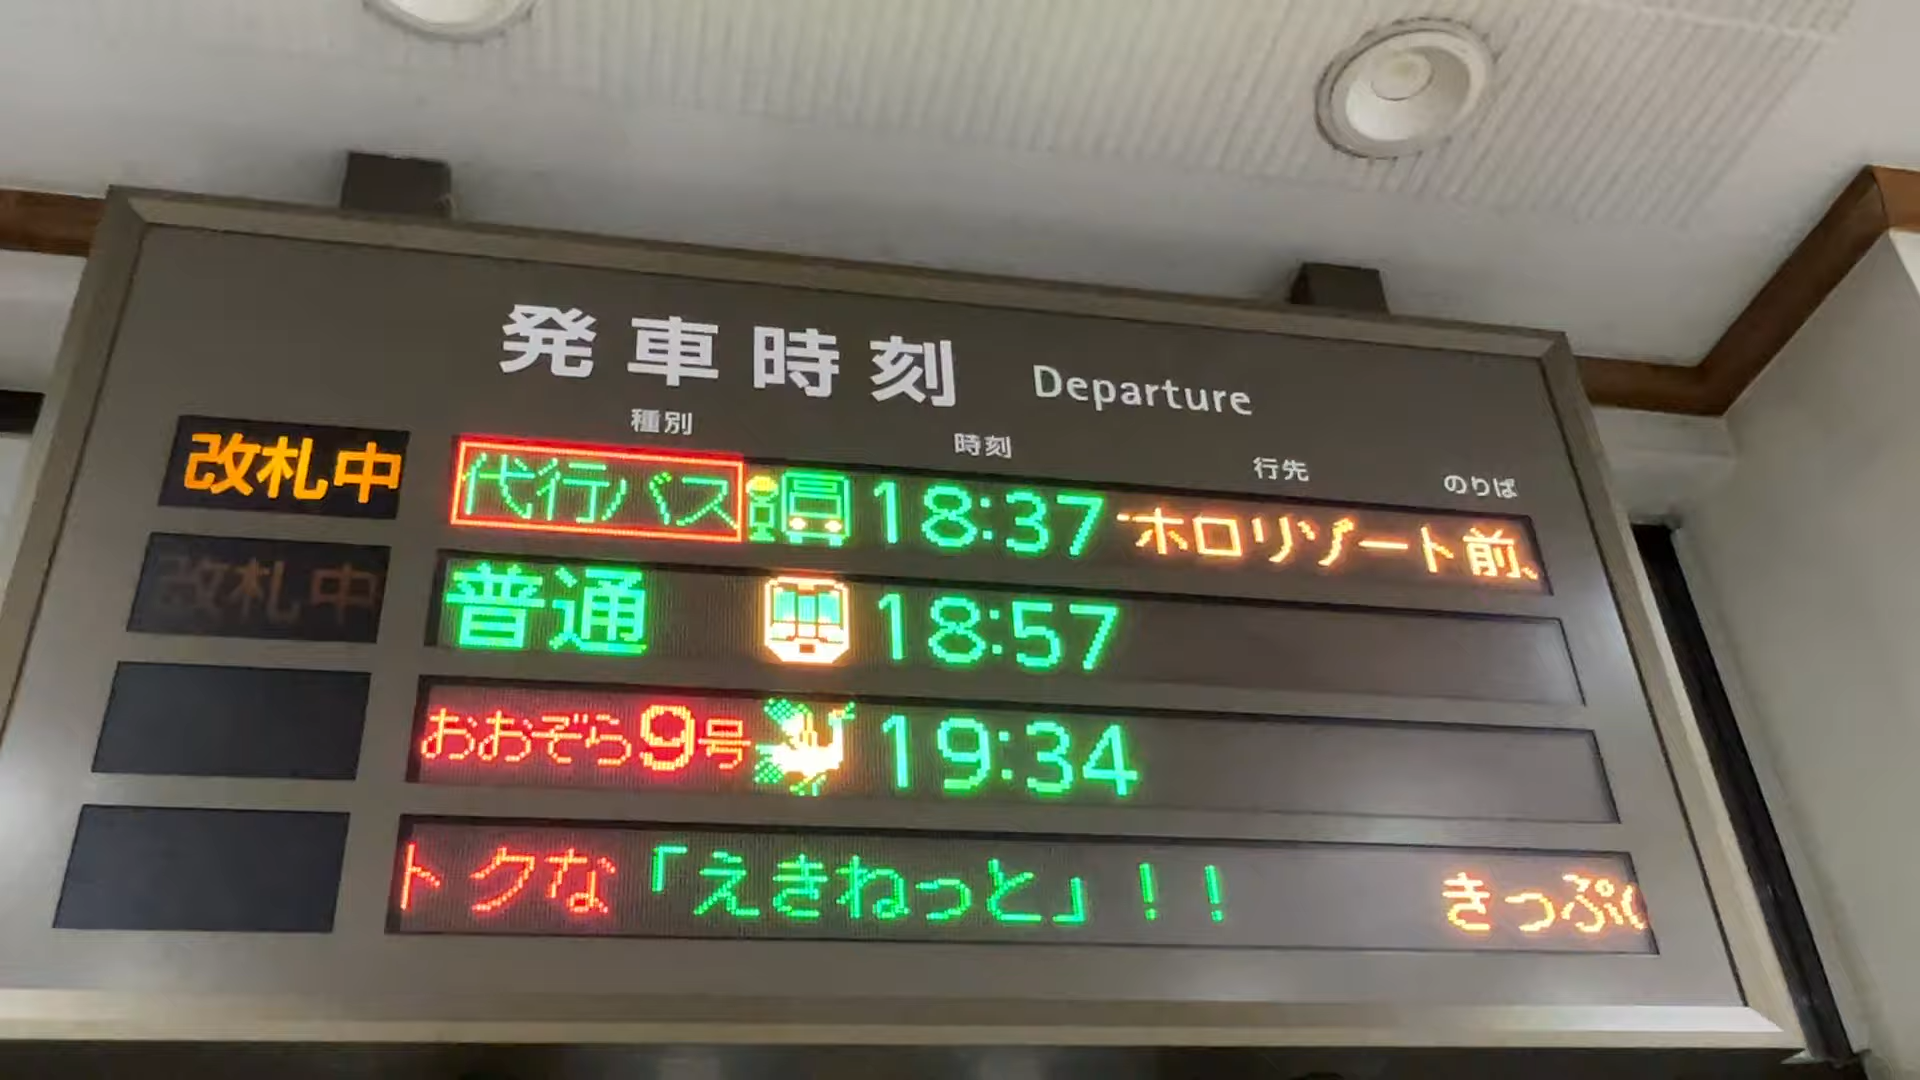 発車時刻 Departure
種別 時刻 行先 のりば
改札中 代行バス 18:37 ホロリゾート前、
改札中 普通 18:57
おおぞら9号 19:34
トクな「えきねっと」！！ きっぷ